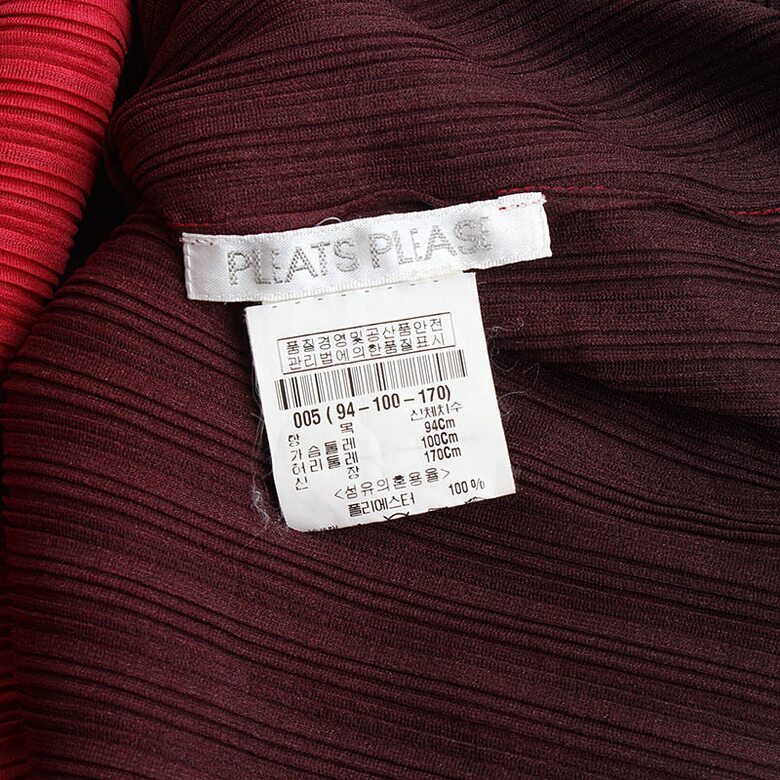 PLEATS PLEASE
품질경영및공산품안전
관리법에의한품질표시
005 (94-100-170)
항 목 신체치수
가슴둘레 94Cm
허리둘레 100Cm
신 장 170Cm
<섬유의혼용율>
폴리에스터 100%